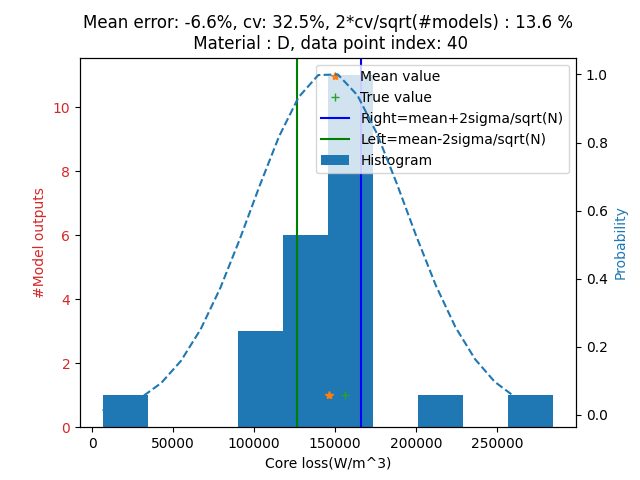 Mean error: -6.6%, cv: 32.5%, 2*cv/sqrt(#models) : 13.6 %
Material : D, data point index: 40
Mean value
True value
Right=mean+2sigma/sqrt(N)
Left=mean-2sigma/sqrt(N)
Histogram
#Model outputs
10
8
6
4
2
0
Probability
1.0
0.8
0.6
0.4
0.2
0.0
0
50000
100000
150000
200000
250000
Core loss(W/m^3)